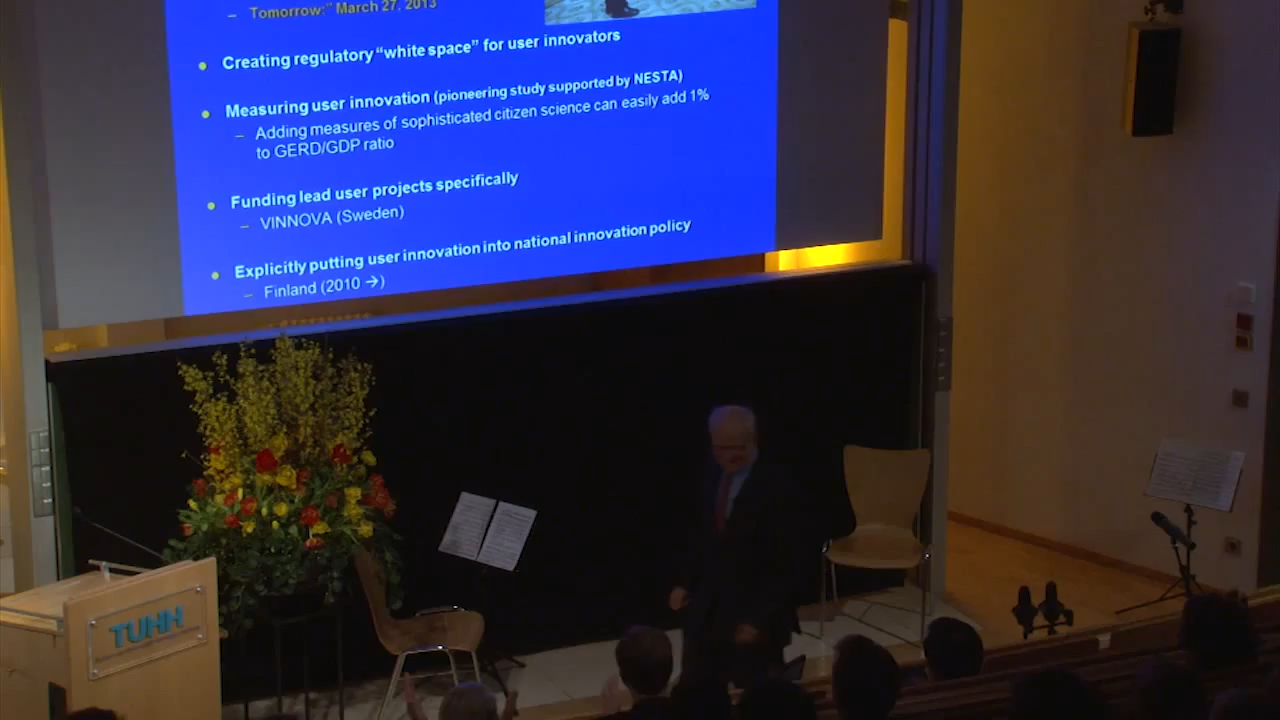 – Tomorrow:” March 27, 2013
• Creating regulatory “white space” for user innovators
• Measuring user innovation (pioneering study supported by NESTA)
– Adding measures of sophisticated citizen science can easily add 1%
to GERD/GDP ratio
• Funding lead user projects specifically
– VINNOVA (Sweden)
• Explicitly putting user innovation into national innovation policy
– Finland (2010 →)
TUHH